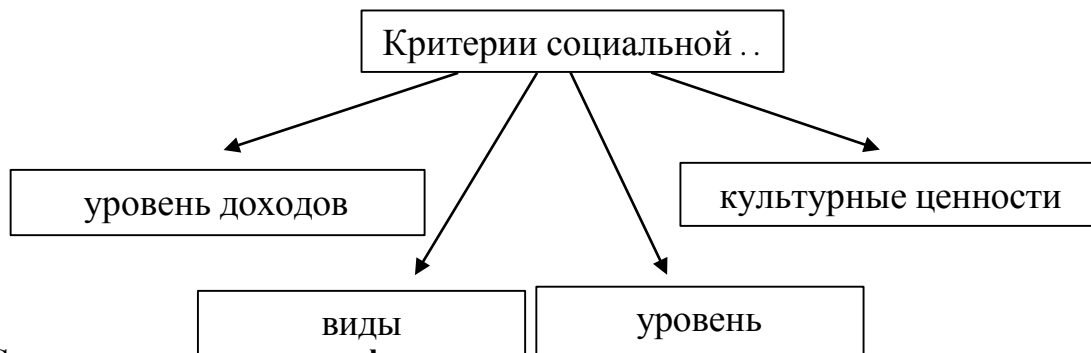 Критерии социальной . .
уровень доходов
культурные ценности
виды
уровень